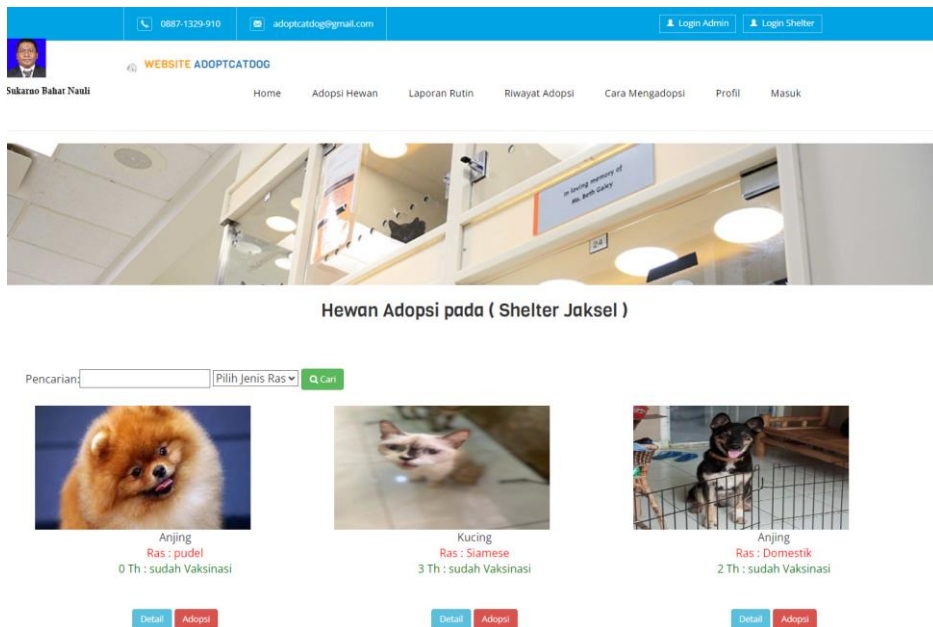 0887-1329-910
adoptcatdog@gmail.com
Login Admin
Login Shelter
Sukarno Bahat Nauli
WEBSITE ADOPTCATDOG
Home Adopsi Hewan Laporan Rutin Riwayat Adopsi Cara Mengadopsi Profil Masuk
In loving memory of
Ms. Beth Galey
24
Hewan Adopsi pada ( Shelter Jaksel )
Pencarian: Pilih Jenis Ras Cari
Anjing
Ras : pudel
0 Th : sudah Vaksinasi
Detail Adopsi
Kucing
Ras : Siamese
3 Th : sudah Vaksinasi
Detail Adopsi
Anjing
Ras : Domestik
2 Th : sudah Vaksinasi
Detail Adopsi